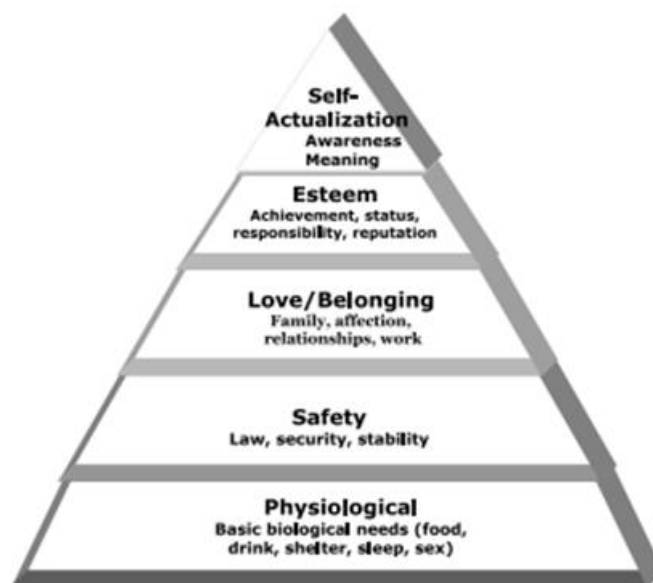 Self-
Actualization
Awareness
Meaning
Esteem
Achievement, status,
responsibility, reputation
Love/Belonging
Family, affection,
relationships, work
Safety
Law, security, stability
Physiological
Basic biological needs (food,
drink, shelter, sleep, sex)